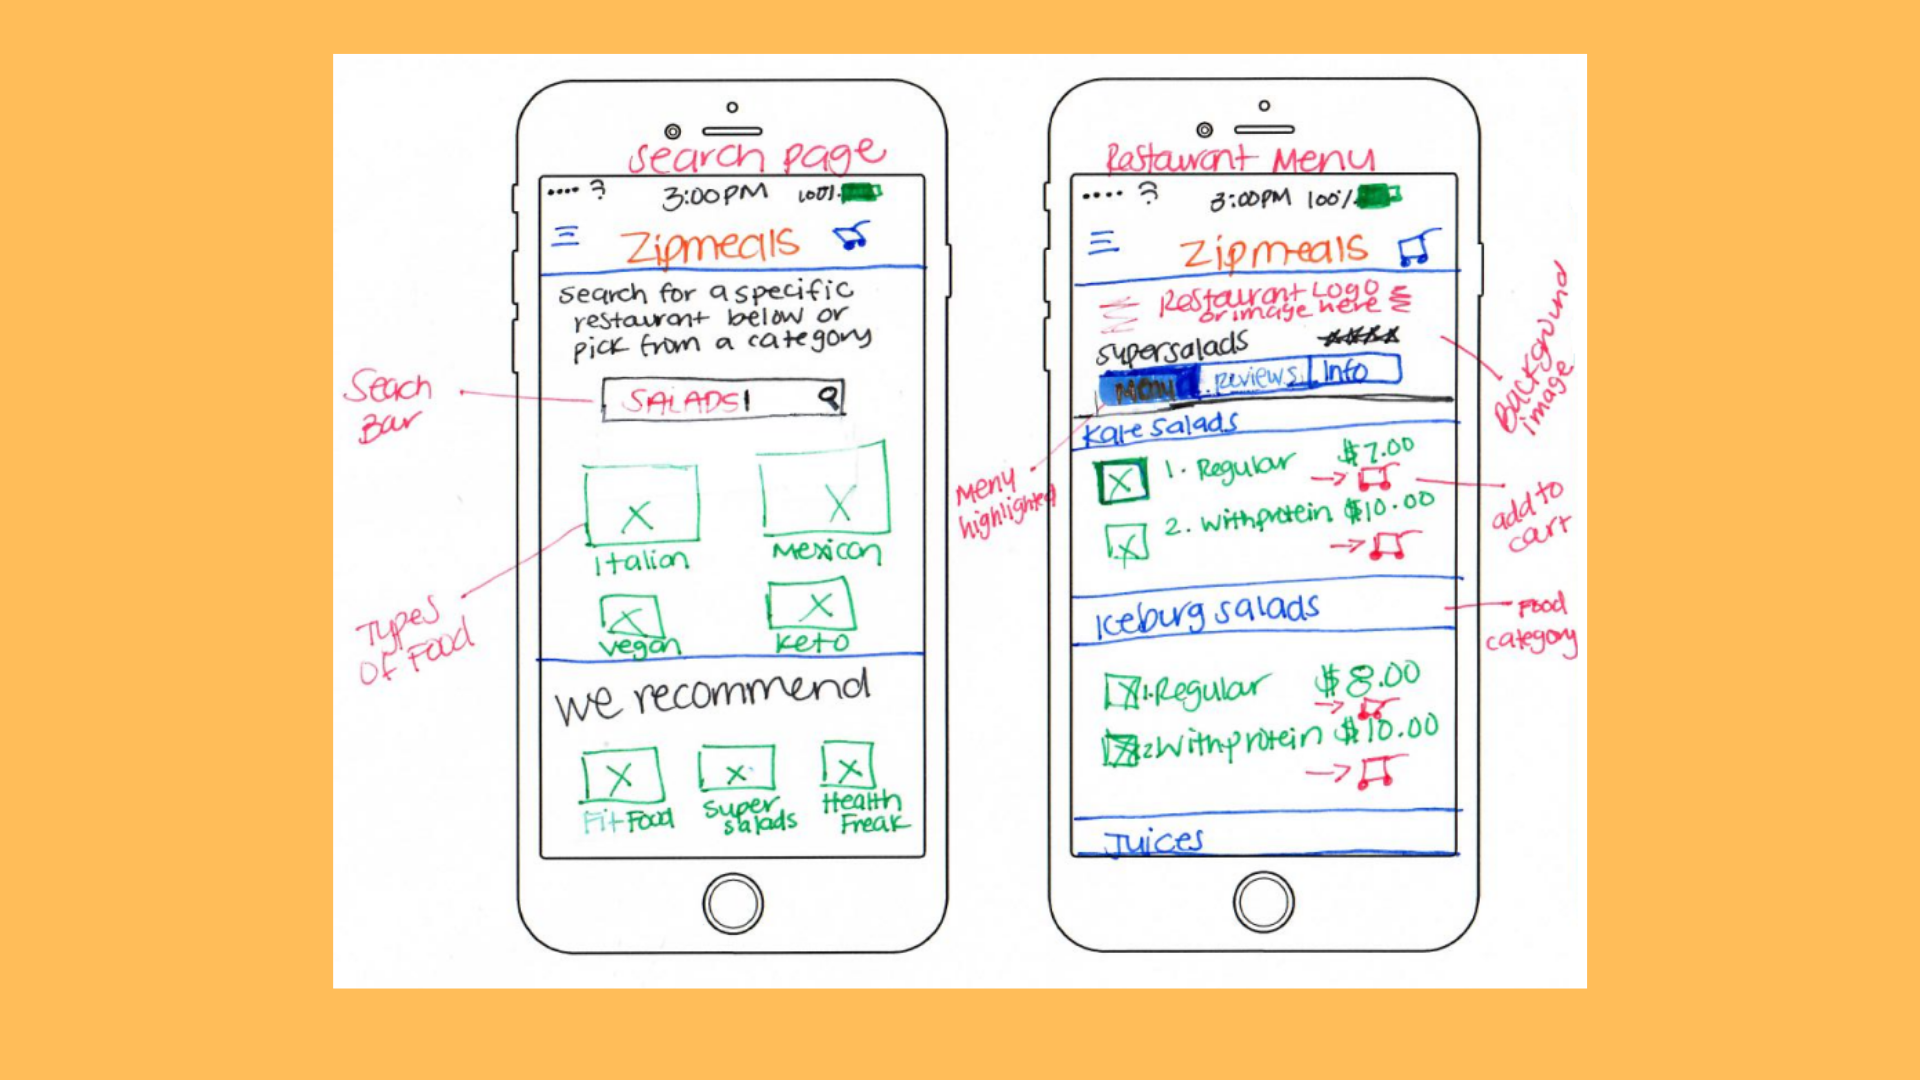 Search page
3:00PM 100%
Zipmeals
Search for a specific
restaurant below or
pick from a category
SALADS
Italian
Mexican
vegan
keto
we recommend
Fit Food
Super
salads
Health
Freak
Seach
Bar
Types
Of Food
Restaurant Menu
3:00PM 100%
Zipmeals
Restaurant Logo
or image here
supersalads
Menu
reviews
Info
Kale salads
1. Regular $7.00
2. with protein $10.00
Iceburg salads
1. Regular $8.00
2. with protein $10.00
Juices
Menu
highlighted
Background
image
add to
cart
Food
category